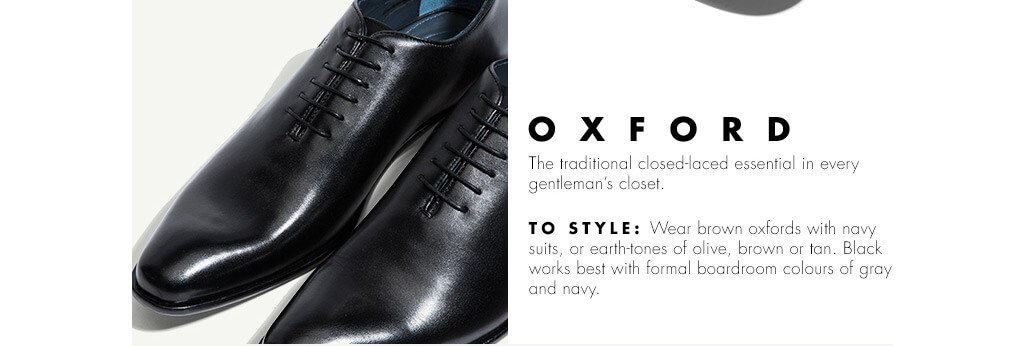 OXFORD
The traditional closed-laced essential in every
gentleman's closet.
TO STYLE: Wear brown oxfords with navy
suits, or earth-tones of olive, brown or tan. Black
works best with formal boardroom colours of gray
and navy.